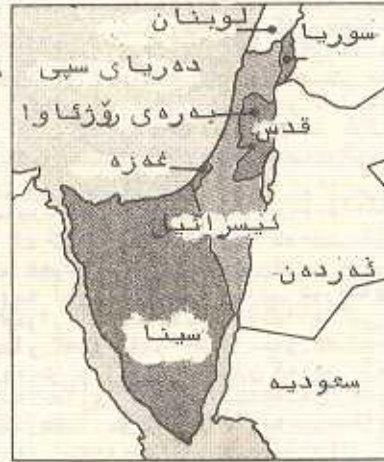 لوبنان
سوریا
دەریای سپی
بەرەی رۆژئاوا!
قدس
غەزە
ئیسرائیل
ئەردەن
سینا
سعودیە